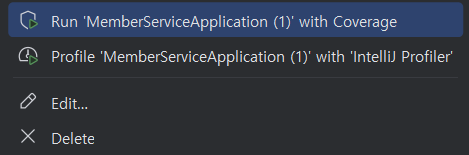 Run 'MemberServiceApplication (1)' with Coverage
Profile 'MemberServiceApplication (1)' with 'IntelliJ Profiler'
Edit...
Delete